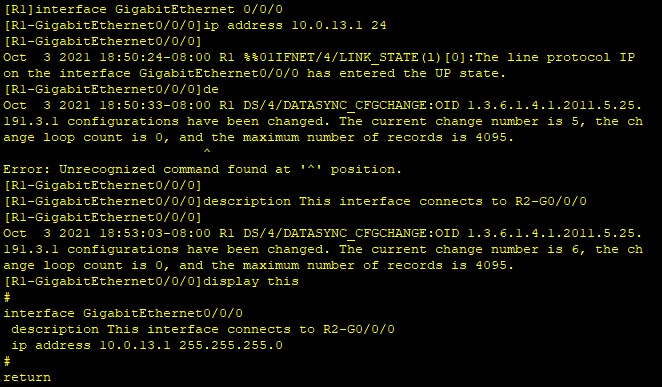 [R1]interface GigabitEthernet 0/0/0
[R1-GigabitEthernet0/0/0]ip address 10.0.13.1 24
[R1-GigabitEthernet0/0/0]
Oct  3 2021 18:50:24-08:00 R1 %%01IFNET/4/LINK_STATE(l)[0]:The line protocol IP
on the interface GigabitEthernet0/0/0 has entered the UP state.
[R1-GigabitEthernet0/0/0]de
Oct  3 2021 18:50:33-08:00 R1 DS/4/DATASYNC_CFGCHANGE:OID 1.3.6.1.4.1.2011.5.25.
191.3.1 configurations have been changed. The current change number is 5, the ch
ange loop count is 0, and the maximum number of records is 4095.
^
Error: Unrecognized command found at '^' position.
[R1-GigabitEthernet0/0/0]
[R1-GigabitEthernet0/0/0]description This interface connects to R2-G0/0/0
[R1-GigabitEthernet0/0/0]
Oct  3 2021 18:53:03-08:00 R1 DS/4/DATASYNC_CFGCHANGE:OID 1.3.6.1.4.1.2011.5.25.
191.3.1 configurations have been changed. The current change number is 6, the ch
ange loop count is 0, and the maximum number of records is 4095.
[R1-GigabitEthernet0/0/0]display this
#
interface GigabitEthernet0/0/0
 description This interface connects to R2-G0/0/0
 ip address 10.0.13.1 255.255.255.0
#
return